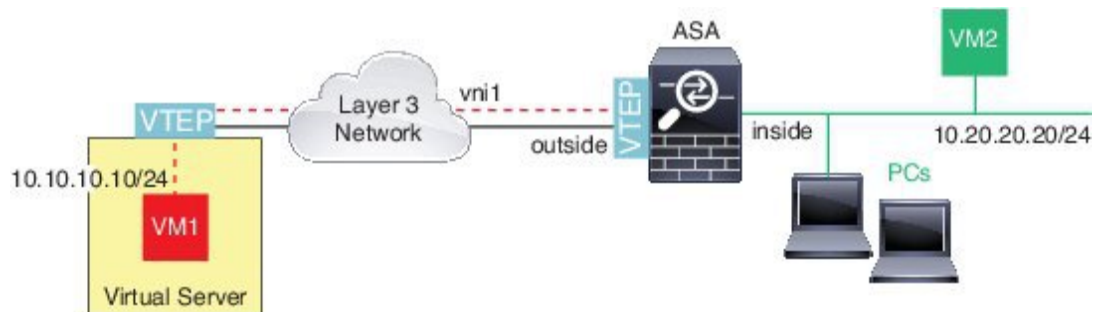 ASA
VM2
Layer 3
Network
vni1
VTEP
VTEP
outside
inside
10.20.20.20/24
10.10.10.10/24
PCs
VM1
Virtual Server